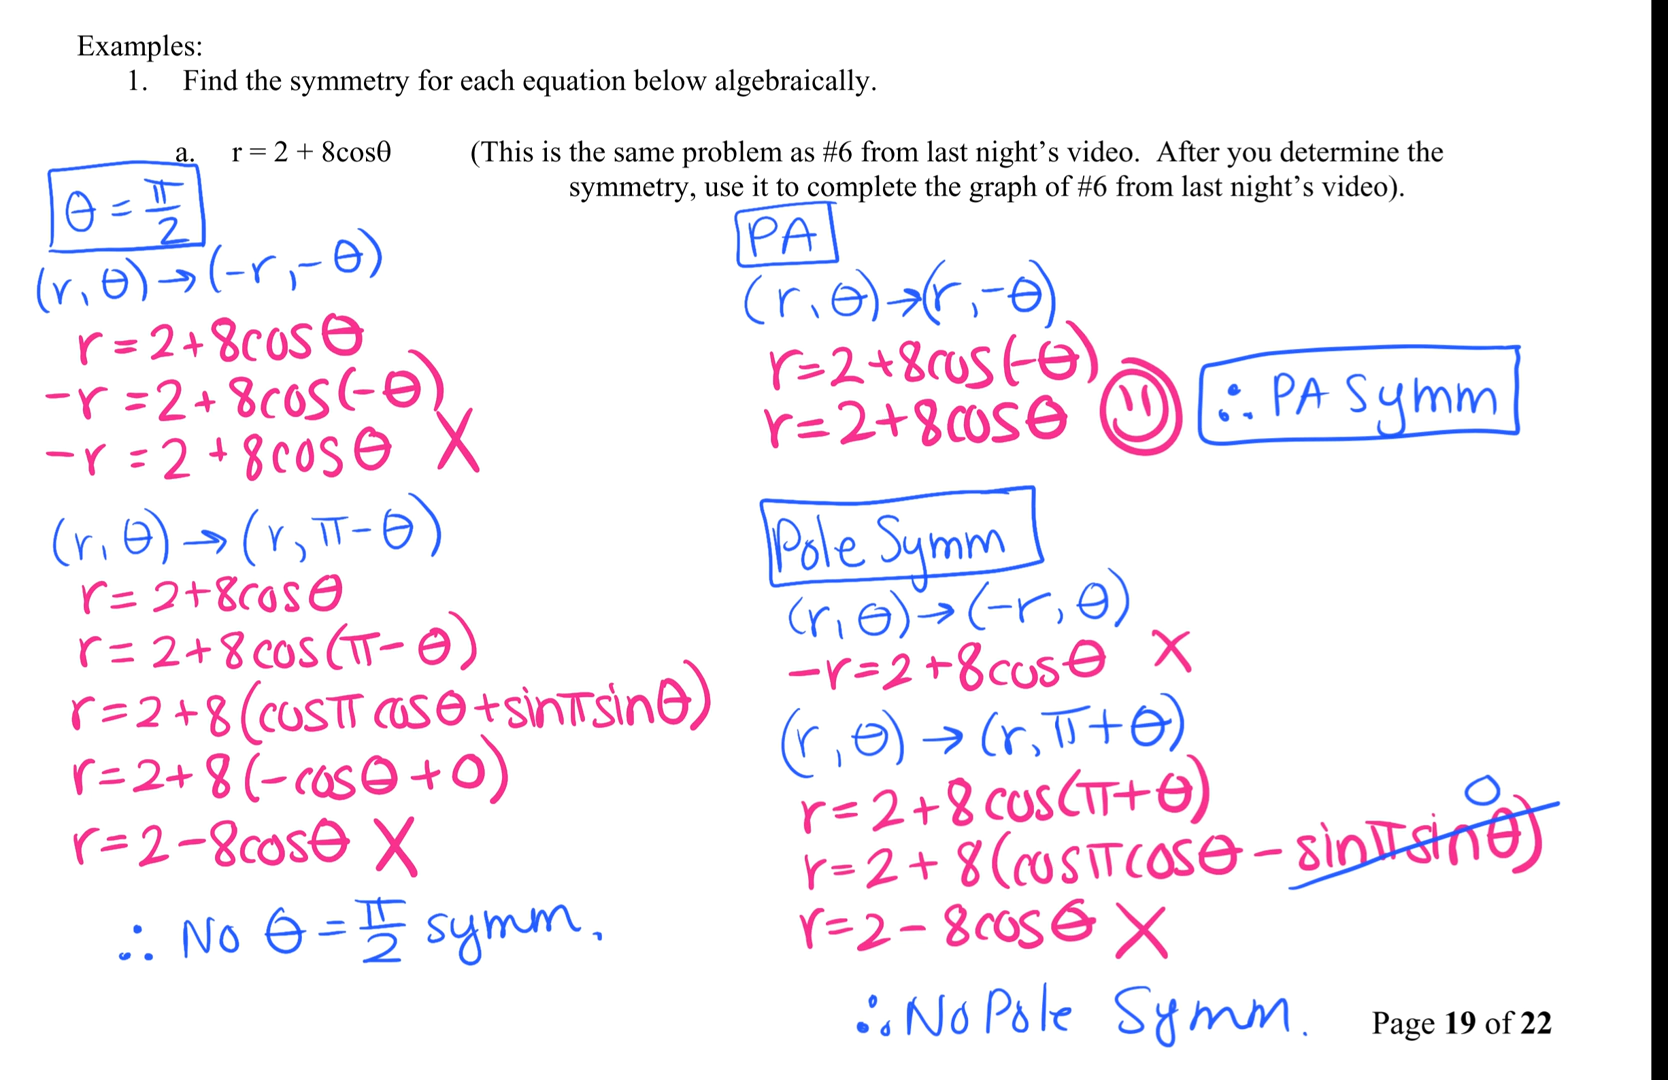 Examples:
1. Find the symmetry for each equation below algebraically.
a. r = 2 + 8cosθ (This is the same problem as #6 from last night's video. After you determine the
symmetry, use it to complete the graph of #6 from last night's video).
θ = π/2
(r, θ) → (-r, -θ)
r = 2 + 8cosθ
-r = 2 + 8cos(-θ)
-r = 2 + 8cosθ X
(r, θ) → (r, π - θ)
r = 2 + 8cosθ
r = 2 + 8cos(π - θ)
r = 2 + 8(cosπ cosθ + sinπ sinθ)
r = 2 + 8(-cosθ + 0)
r = 2 - 8cosθ X
∴ No θ = π/2 symm.
PA
(r, θ) → (r, -θ)
r = 2 + 8cos(-θ)
r = 2 + 8cosθ
∴ PA Symm
Pole Symm
(r, θ) → (-r, θ)
-r = 2 + 8cosθ X
(r, θ) → (r, π + θ)
r = 2 + 8cos(π + θ)
r = 2 + 8(cosπ cosθ - sinπ sinθ) 0
r = 2 - 8cosθ X
∴ No Pole Symm.
Page 19 of 22